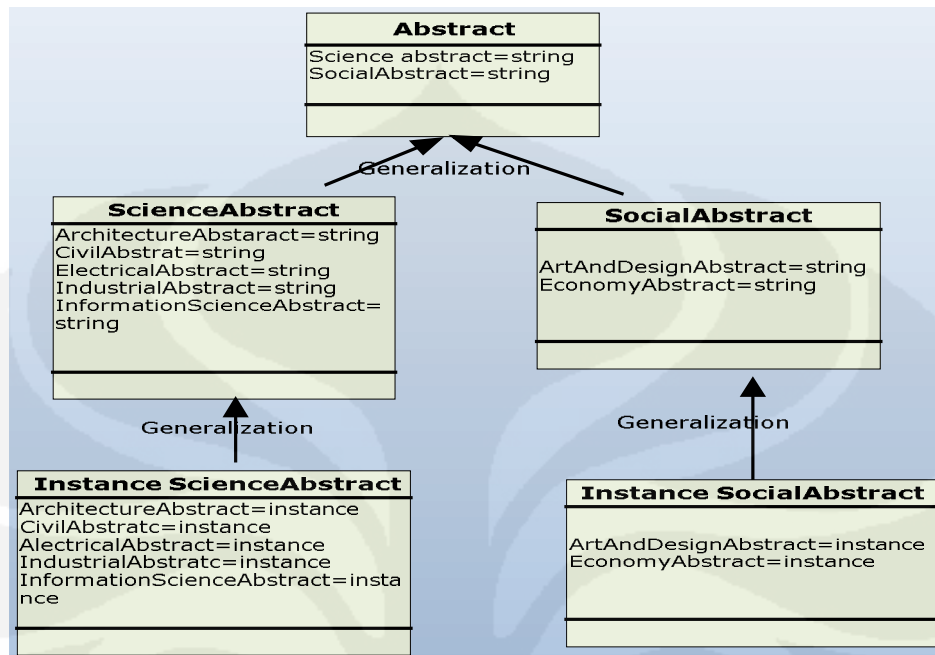 Abstract
Science abstract=string
SocialAbstract=string
Generalization
ScienceAbstract
ArchitectureAbstaract=string
CivilAbstrat=string
ElectricalAbstract=string
IndustrialAbstract=string
InformationScienceAbstract=
string
SocialAbstract
ArtAndDesignAbstract=string
EconomyAbstract=string
Generalization
Generalization
Instance ScienceAbstract
ArchitectureAbstract=instance
CivilAbstratc=instance
AlectricalAbstract=instance
IndustrialAbstratc=instance
InformationScienceAbstract=insta
nce
Instance SocialAbstract
ArtAndDesignAbstract=instance
EconomyAbstract=instance